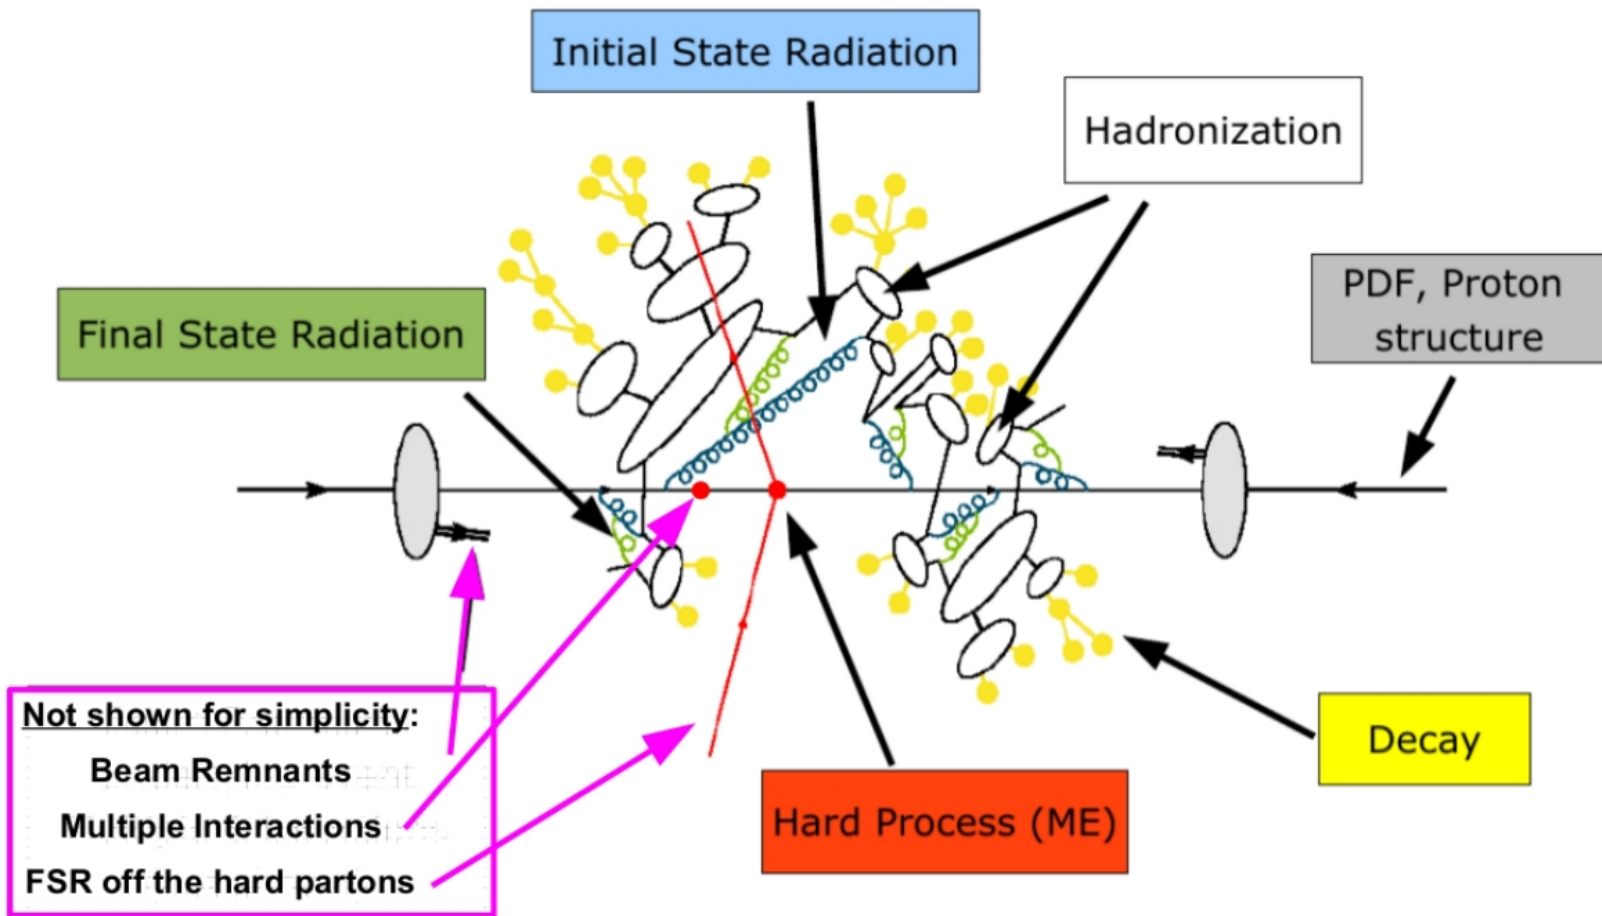 Initial State Radiation
Hadronization
PDF, Proton
structure
Final State Radiation
Not shown for simplicity:
Beam Remnants
Multiple Interactions
FSR off the hard partons
Hard Process (ME)
Decay